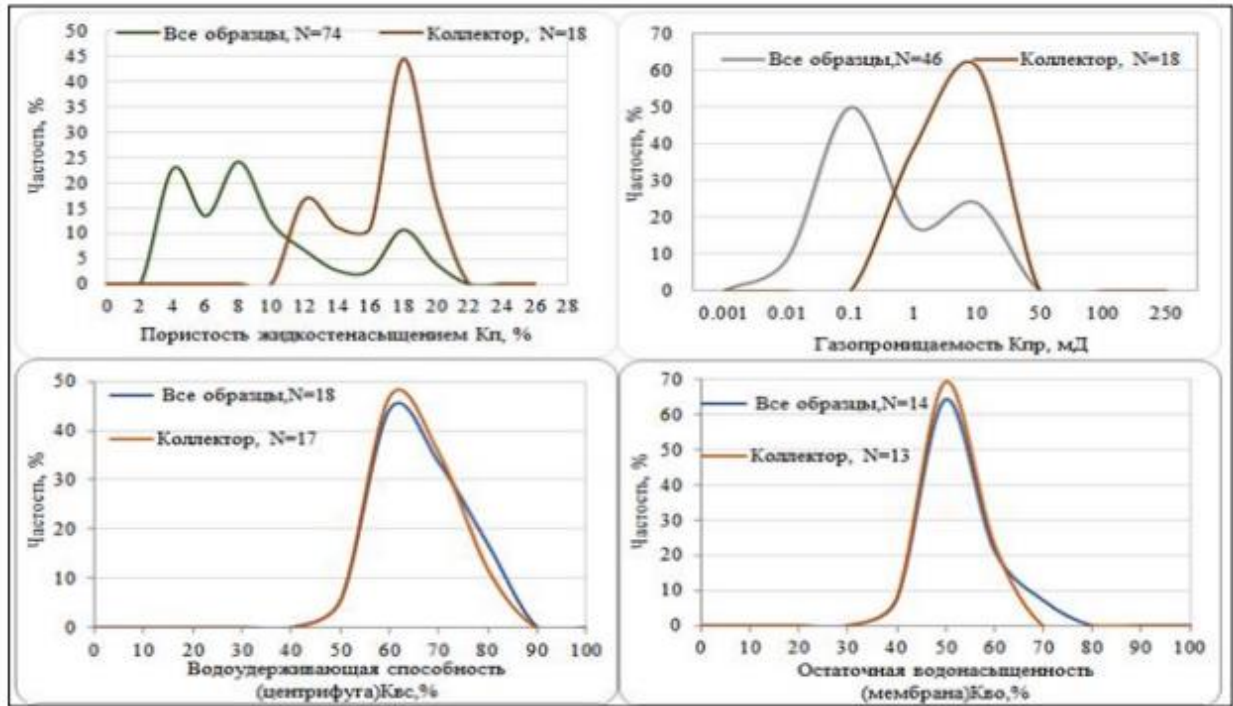 Все образцы, N=74
Коллектор, N=18
Частость, %
50
45
40
35
30
25
20
15
10
5
0
0 2 4 6 8 10 12 14 16 18 20 22 24 26 28
Пористость жидкостенасыщением Кп, %
Все образцы,N=46
Коллектор, N=18
Частость, %
70
60
50
40
30
20
10
0
0.001 0.01 0.1 1 10 50 100 250
Газопроницаемость Кпр, мД
Все образцы,N=18
Коллектор, N=17
Частость, %
50
40
30
20
10
0
0 10 20 30 40 50 60 70 80 90 100
Водоудерживающая способность
(центрифуга)Квс,%
Все образцы,N=14
Коллектор, N=13
Частость, %
70
60
50
40
30
20
10
0
0 10 20 30 40 50 60 70 80 90 100
Остаточная водонасыщенность
(мембрана)Кво,%